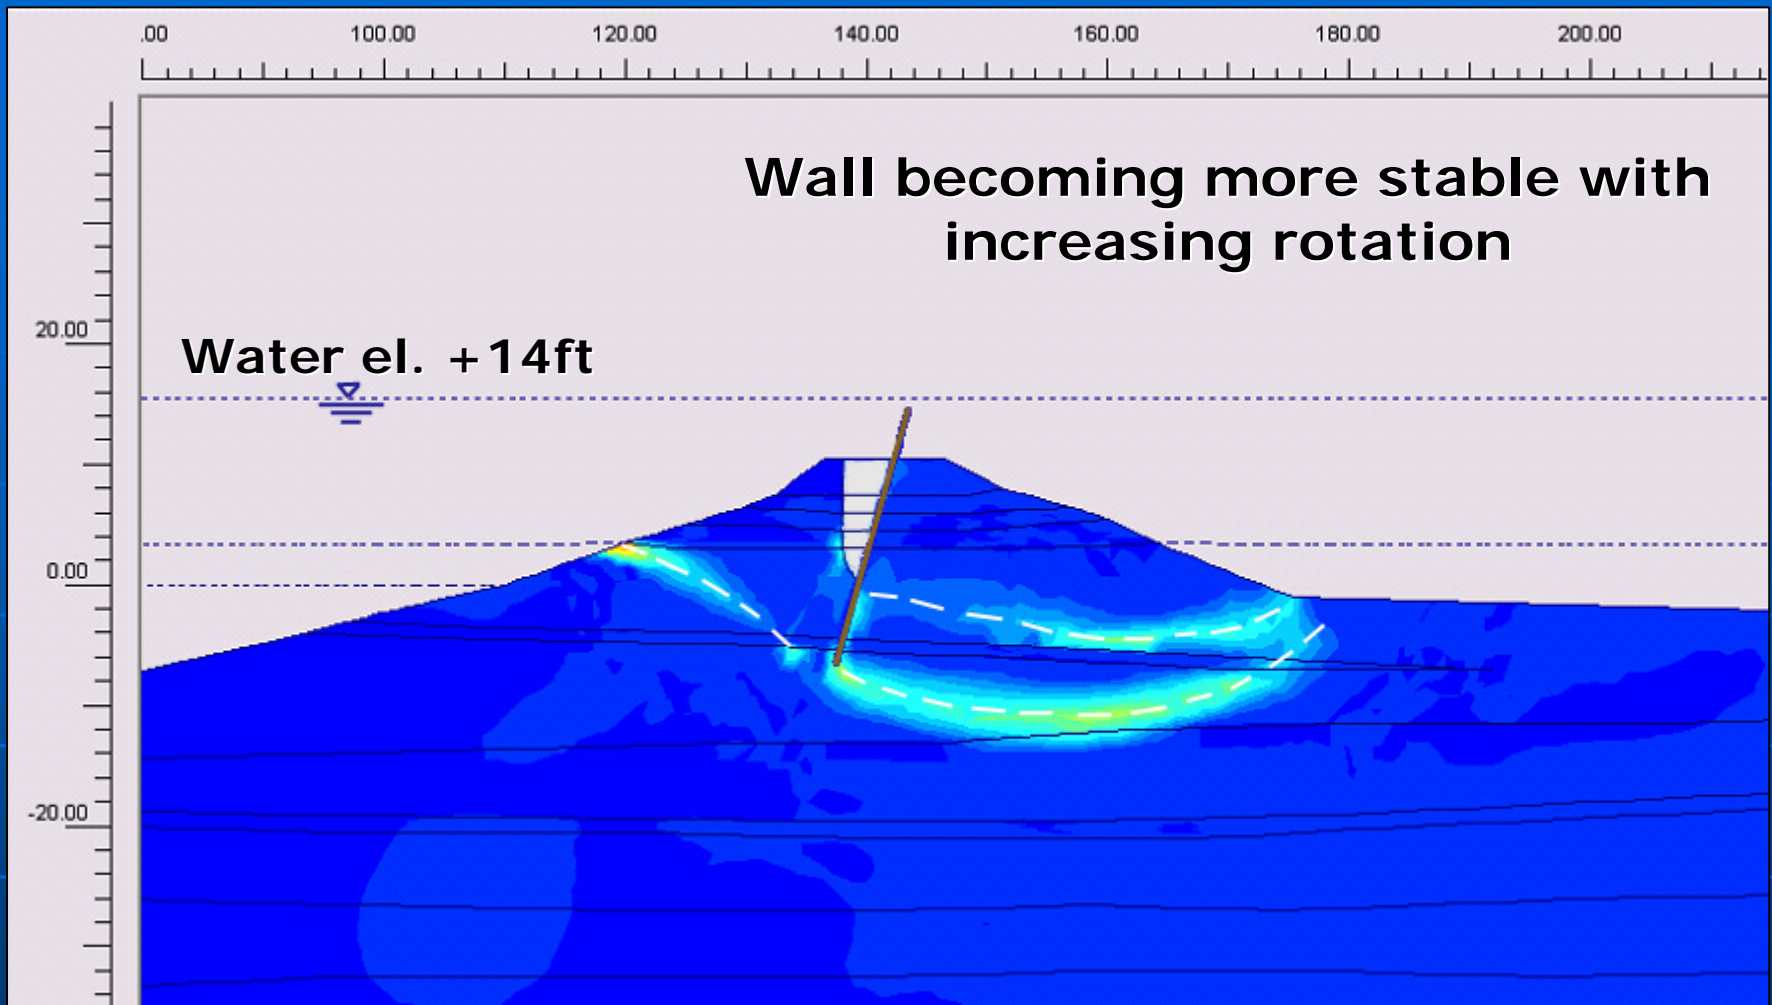 .00 100.00 120.00 140.00 160.00 180.00 200.00
Wall becoming more stable with
increasing rotation
20.00
Water el. +14ft
0.00
-20.00